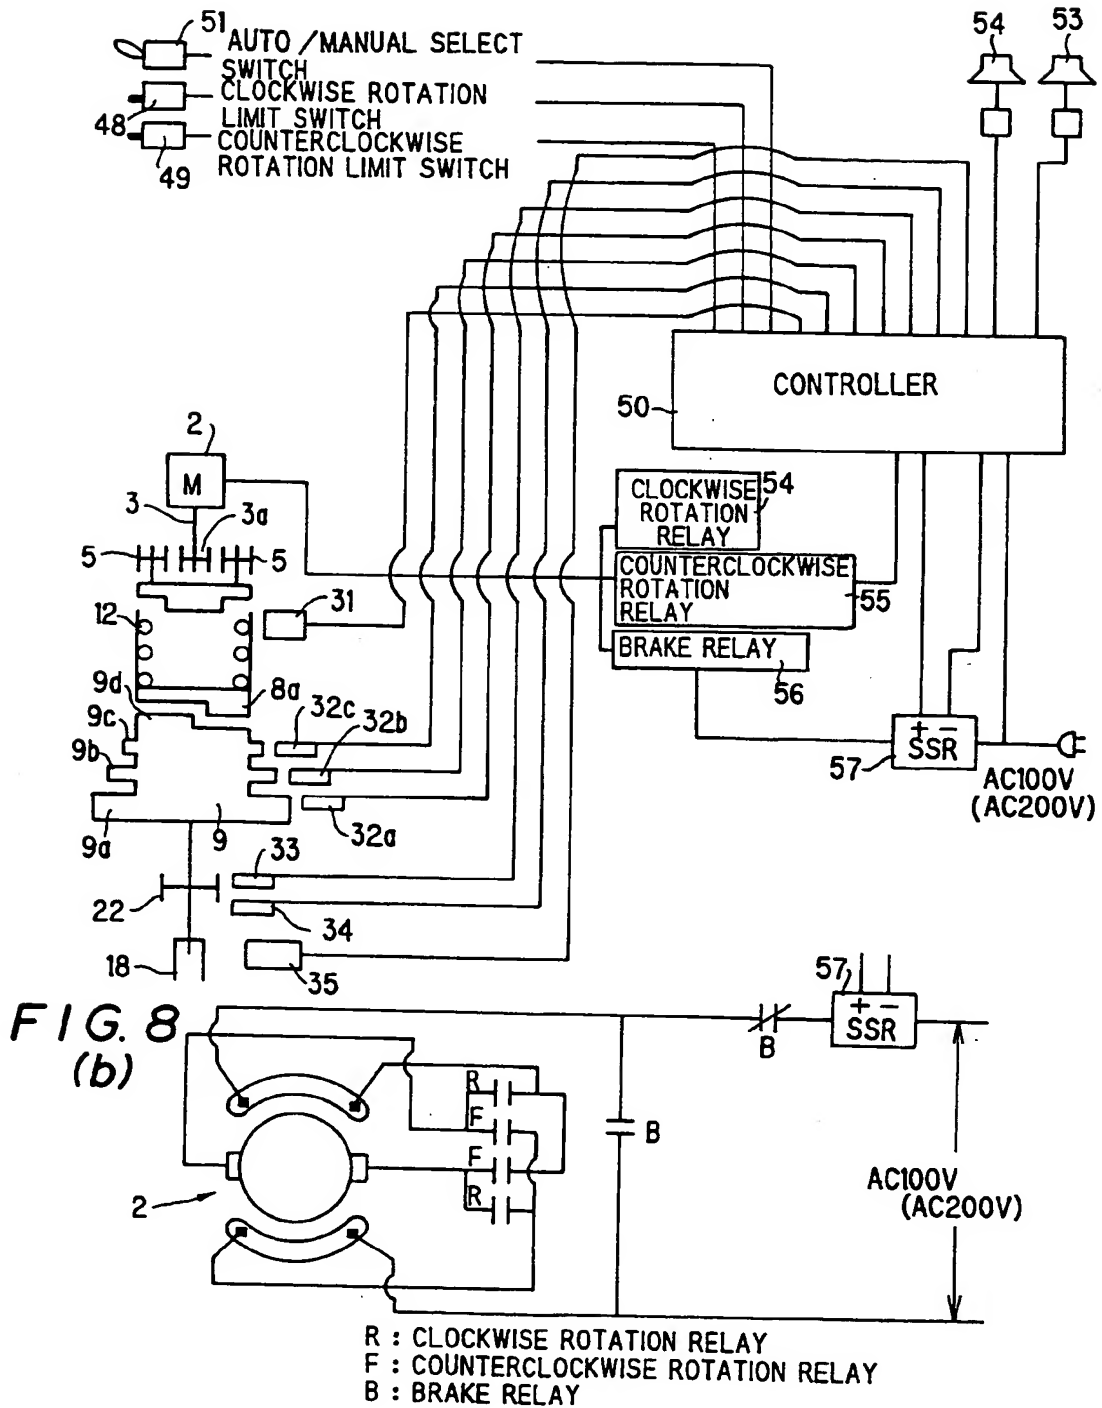 51
AUTO /MANUAL SELECT
SWITCH
48
CLOCKWISE ROTATION
LIMIT SWITCH
49
COUNTERCLOCKWISE
ROTATION LIMIT SWITCH
54
53
50
CONTROLLER
2
M
3
3a
5
5
12
31
CLOCKWISE
ROTATION
RELAY
54
COUNTERCLOCKWISE
ROTATION
RELAY
55
BRAKE RELAY
56
9d
8a
9c
32c
32b
9b
9a
9
32a
+ -
SSR
57
AC100V
(AC200V)
33
22
34
18
35
FIG. 8
(b)
57
+ -
SSR
B
R
F
F
R
B
2
AC100V
(AC200V)
R : CLOCKWISE ROTATION RELAY
F : COUNTERCLOCKWISE ROTATION RELAY
B : BRAKE RELAY